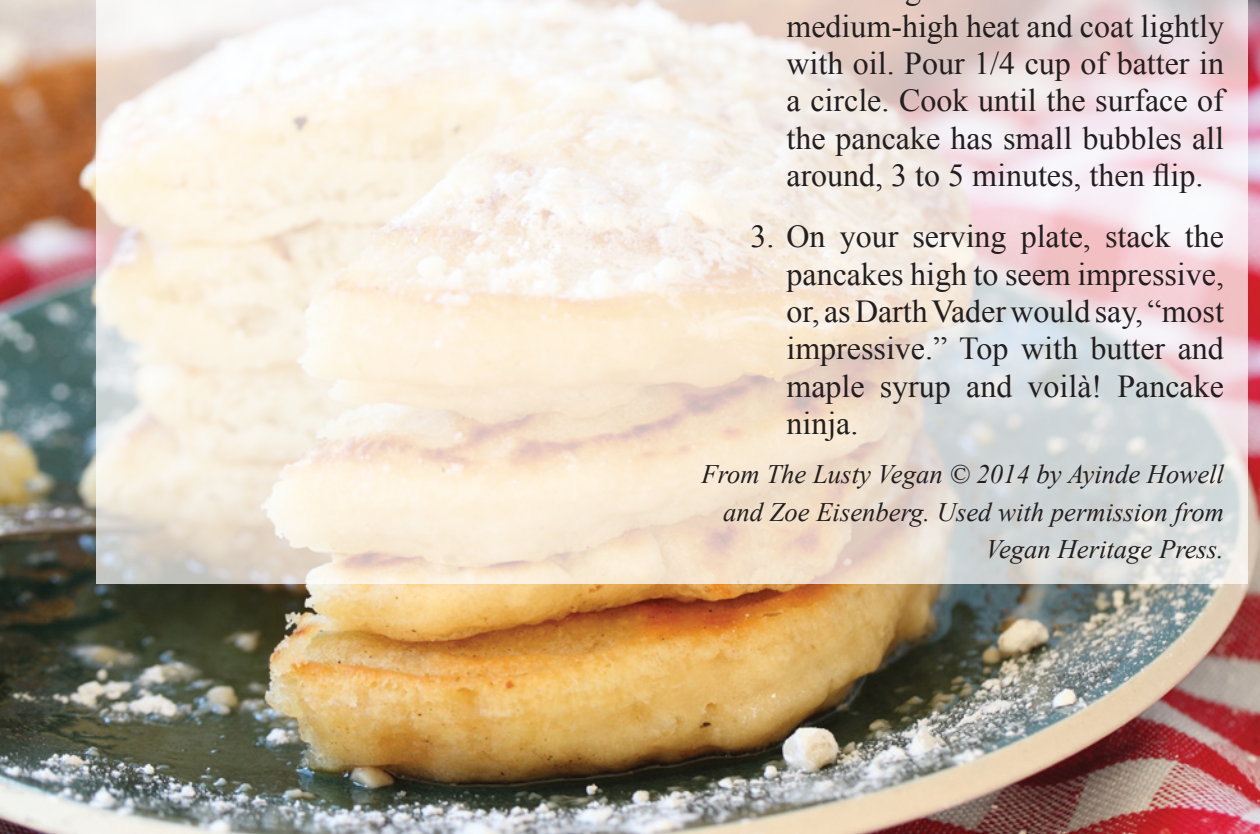 medium-high heat and coat lightly
with oil. Pour 1/4 cup of batter in
a circle. Cook until the surface of
the pancake has small bubbles all
around, 3 to 5 minutes, then flip.
3. On your serving plate, stack the
pancakes high to seem impressive,
or, as Darth Vader would say, “most
impressive.” Top with butter and
maple syrup and voilà! Pancake
ninja.
From The Lusty Vegan © 2014 by Ayinde Howell
and Zoe Eisenberg. Used with permission from
Vegan Heritage Press.